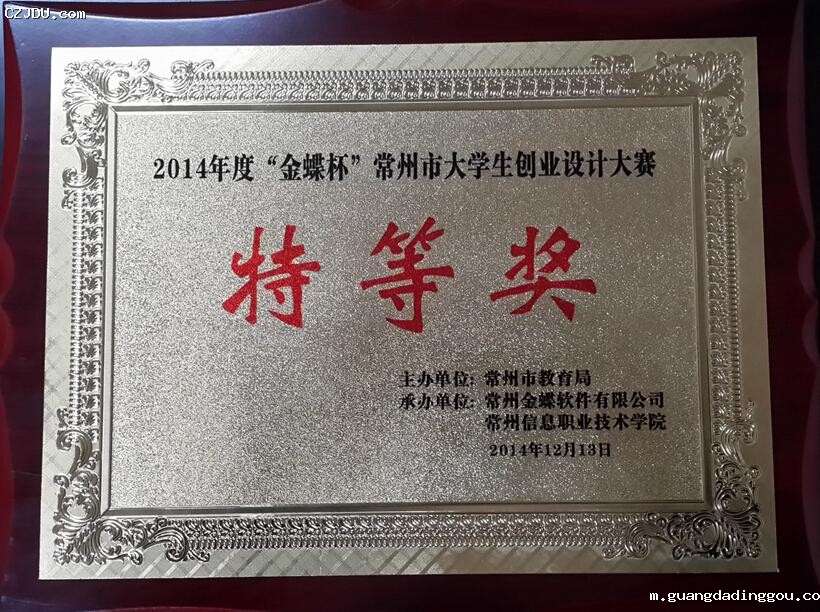 CZJDU.com
2014年度“金蝶杯”常州市大学生创业设计大赛
特等奖
主办单位: 常州市教育局
承办单位: 常州金蝶软件有限公司
常州信息职业技术学院
2014年12月13日
m.guangdadinggou.co